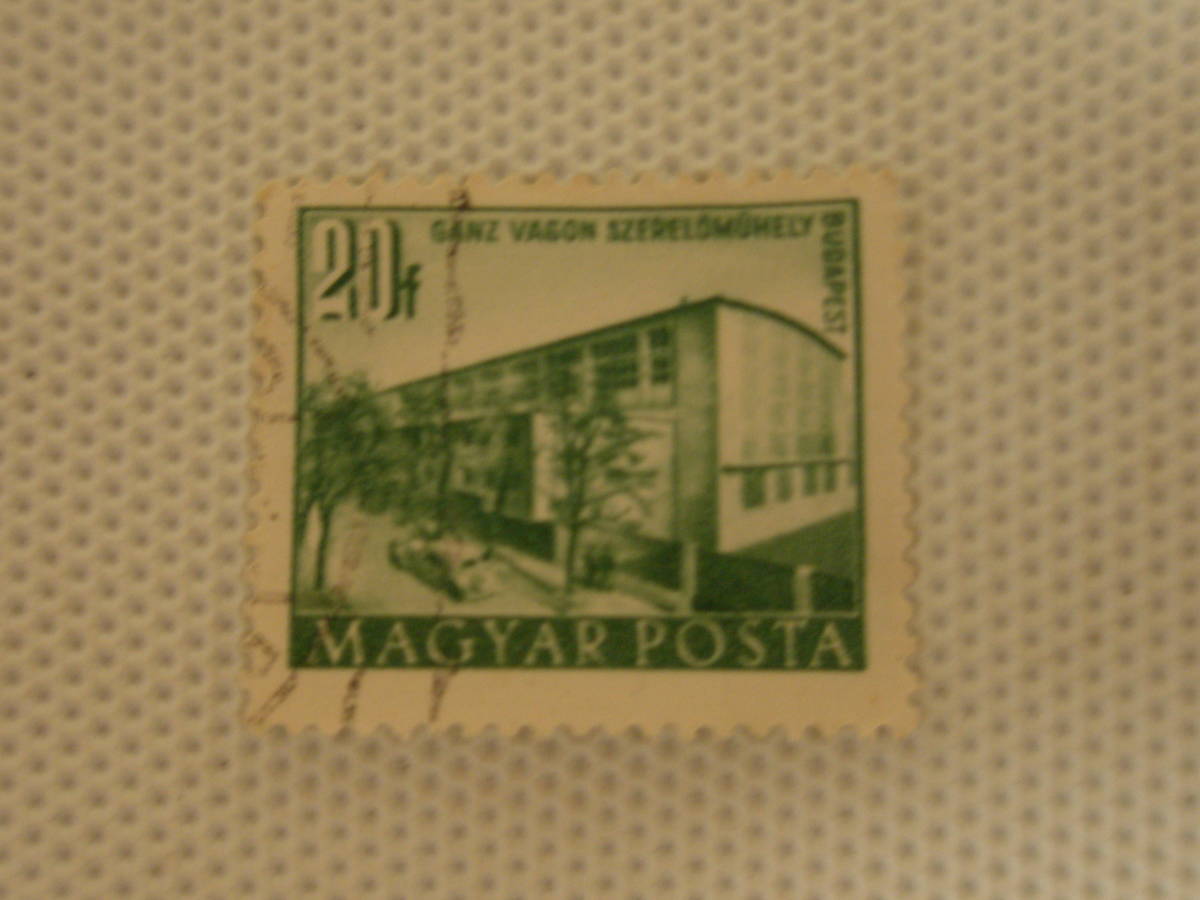 20f
GANZ VAGON SZERELŐMŰHELY
BUDAPEST
MAGYAR POSTA